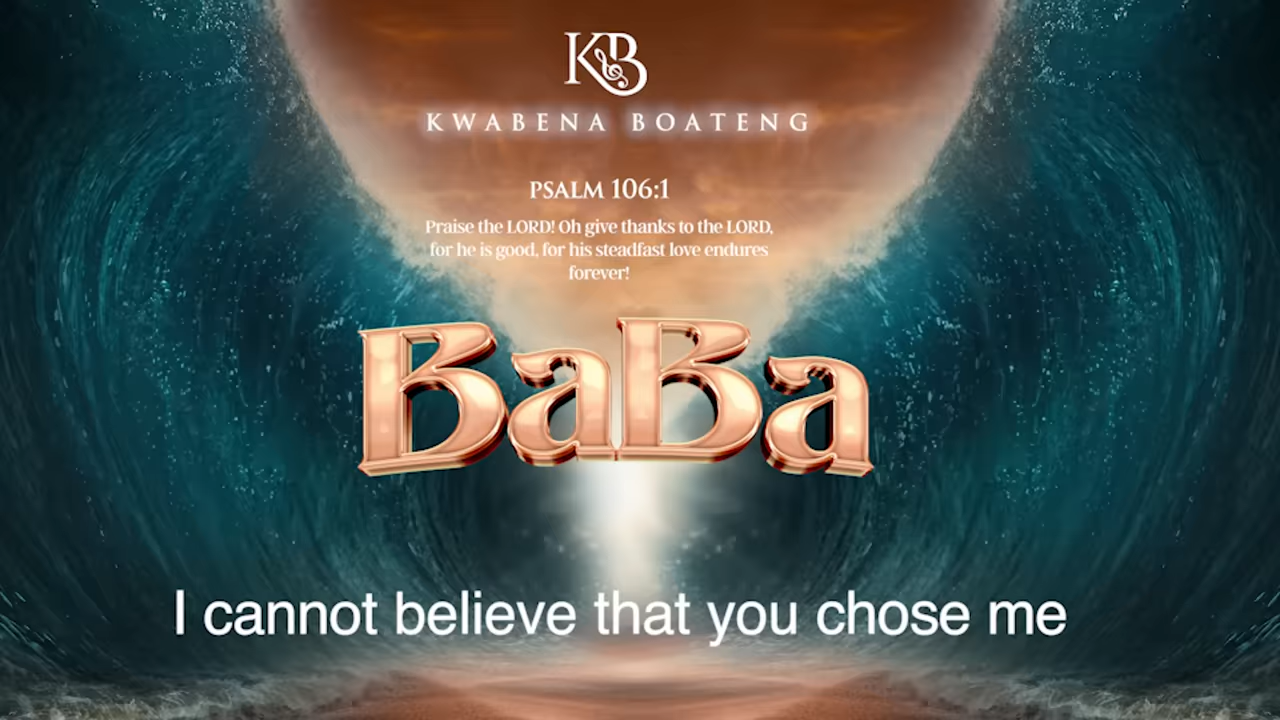 KB
KWABENA BOATENG
PSALM 106:1
Praise the LORD! Oh give thanks to the LORD,
for he is good, for his steadfast love endures
forever!
BaBa
I cannot believe that you chose me